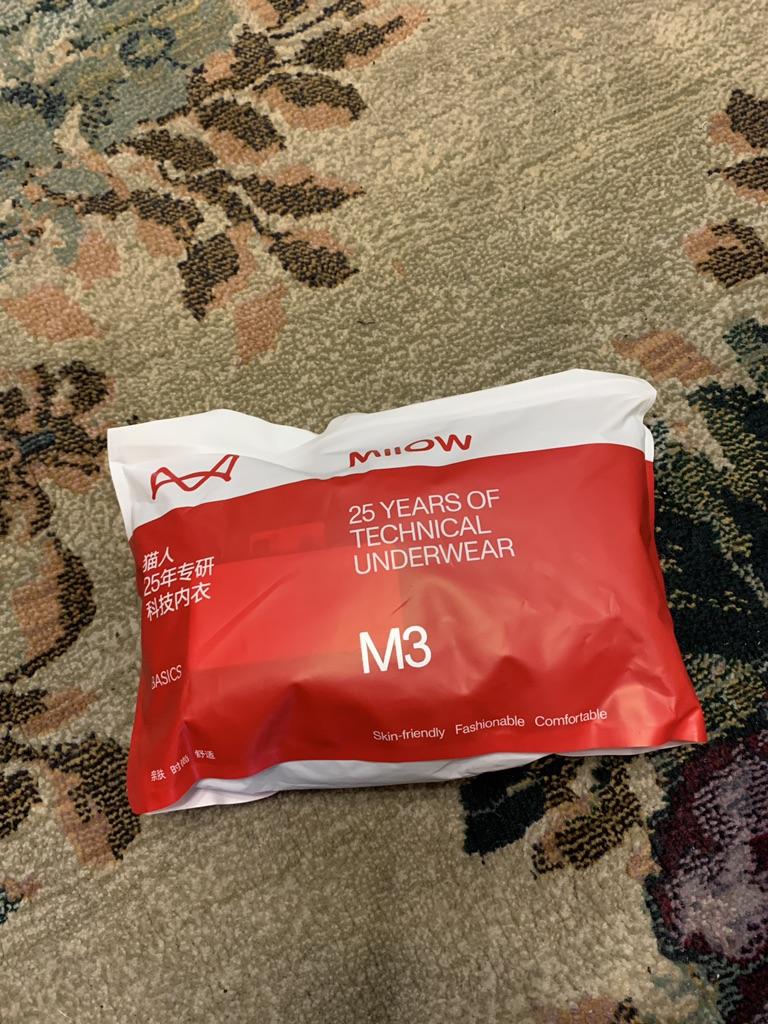 MiiOW
25 YEARS OF
TECHNICAL
UNDERWEAR
猫人
25年专研
科技内衣
M3
BASICS
Skin-friendly Fashionable Comfortable
亲肤 时尚 舒适